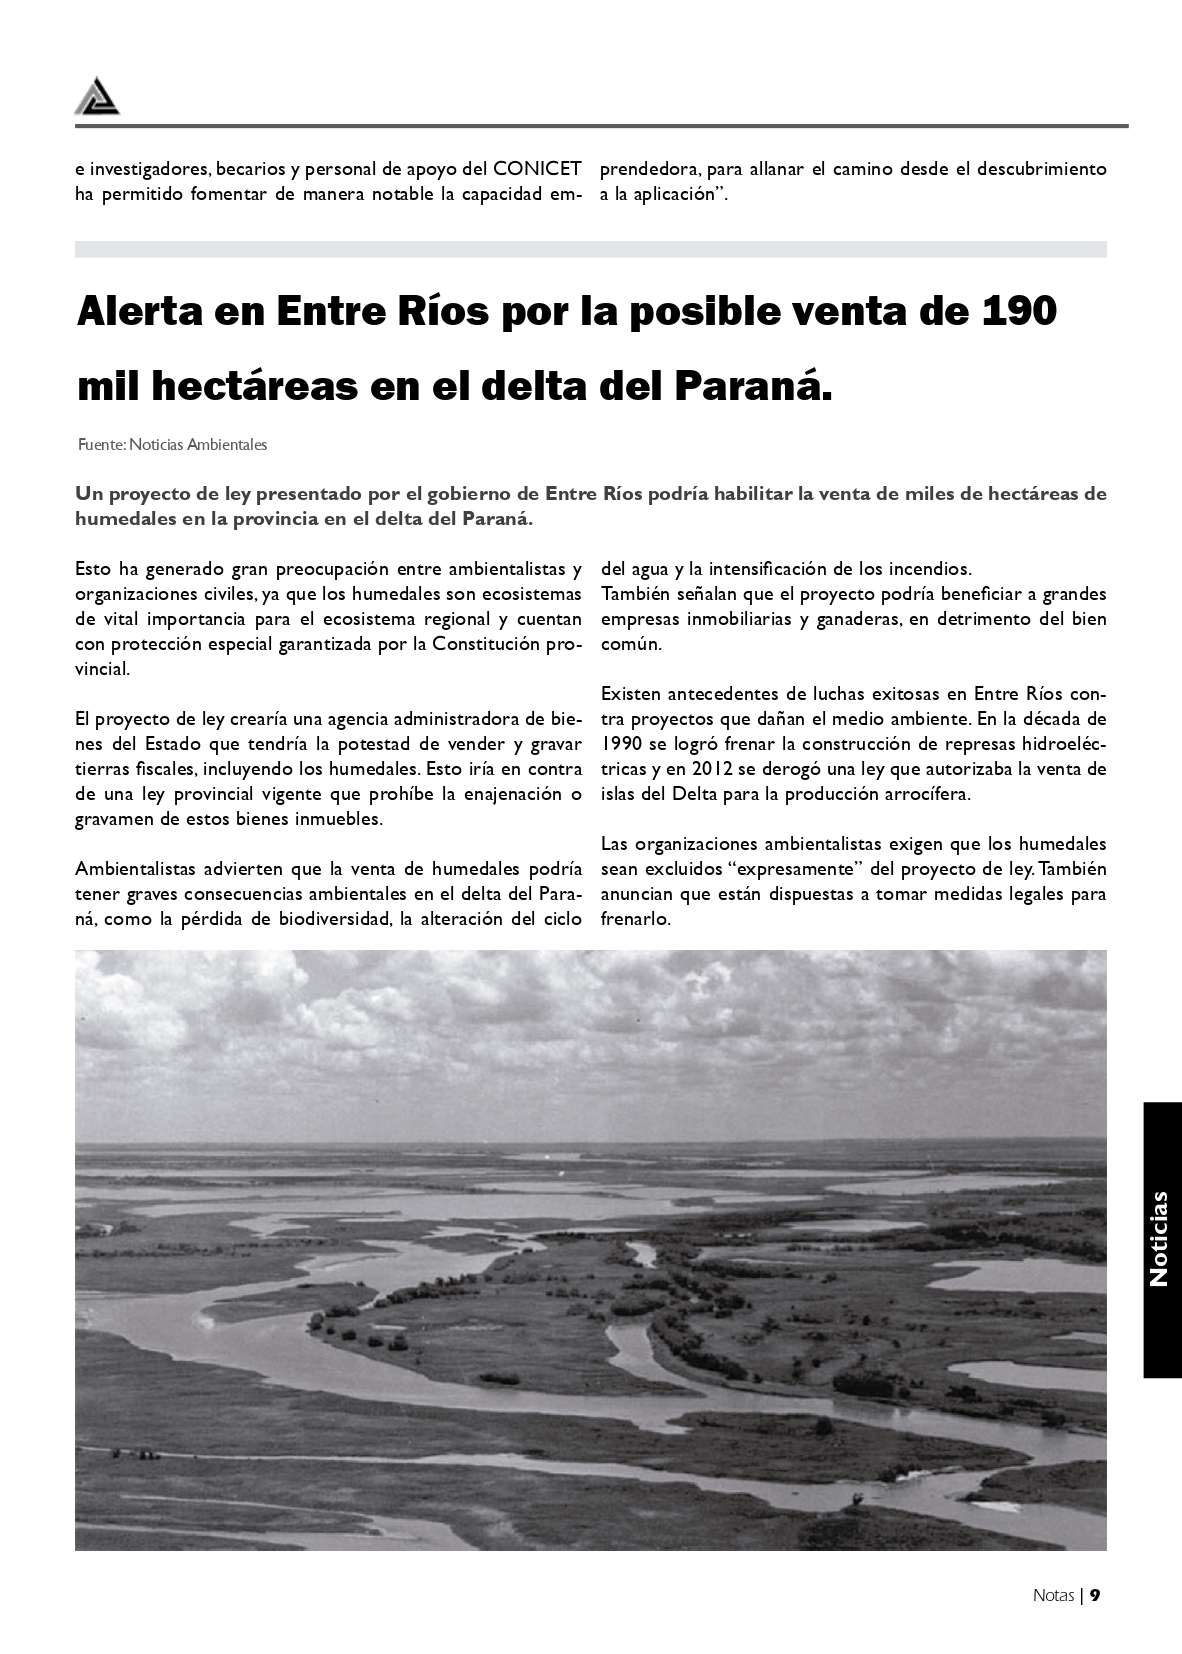 e investigadores, becarios y personal de apoyo del CONICET
ha permitido fomentar de manera notable la capacidad em-
prendedora, para allanar el camino desde el descubrimiento
a la aplicación”.
Alerta en Entre Ríos por la posible venta de 190
mil hectáreas en el delta del Paraná.
Fuente: Noticias Ambientales
Un proyecto de ley presentado por el gobierno de Entre Ríos podría habilitar la venta de miles de hectáreas de
humedales en la provincia en el delta del Paraná.
Esto ha generado gran preocupación entre ambientalistas y
organizaciones civiles, ya que los humedales son ecosistemas
de vital importancia para el ecosistema regional y cuentan
con protección especial garantizada por la Constitución pro-
vincial.
El proyecto de ley crearía una agencia administradora de bie-
nes del Estado que tendría la potestad de vender y gravar
tierras fiscales, incluyendo los humedales. Esto iría en contra
de una ley provincial vigente que prohíbe la enajenación o
gravamen de estos bienes inmuebles.
Ambientalistas advierten que la venta de humedales podría
tener graves consecuencias ambientales en el delta del Para-
ná, como la pérdida de biodiversidad, la alteración del ciclo
del agua y la intensificación de los incendios.
También señalan que el proyecto podría beneficiar a grandes
empresas inmobiliarias y ganaderas, en detrimento del bien
común.
Existen antecedentes de luchas exitosas en Entre Ríos con-
tra proyectos que dañan el medio ambiente. En la década de
1990 se logró frenar la construcción de represas hidroeléc-
tricas y en 2012 se derogó una ley que autorizaba la venta de
islas del Delta para la producción arrocífera.
Las organizaciones ambientalistas exigen que los humedales
sean excluidos “expresamente” del proyecto de ley. También
anuncian que están dispuestas a tomar medidas legales para
frenarlo.
Noticias
Notas | 9